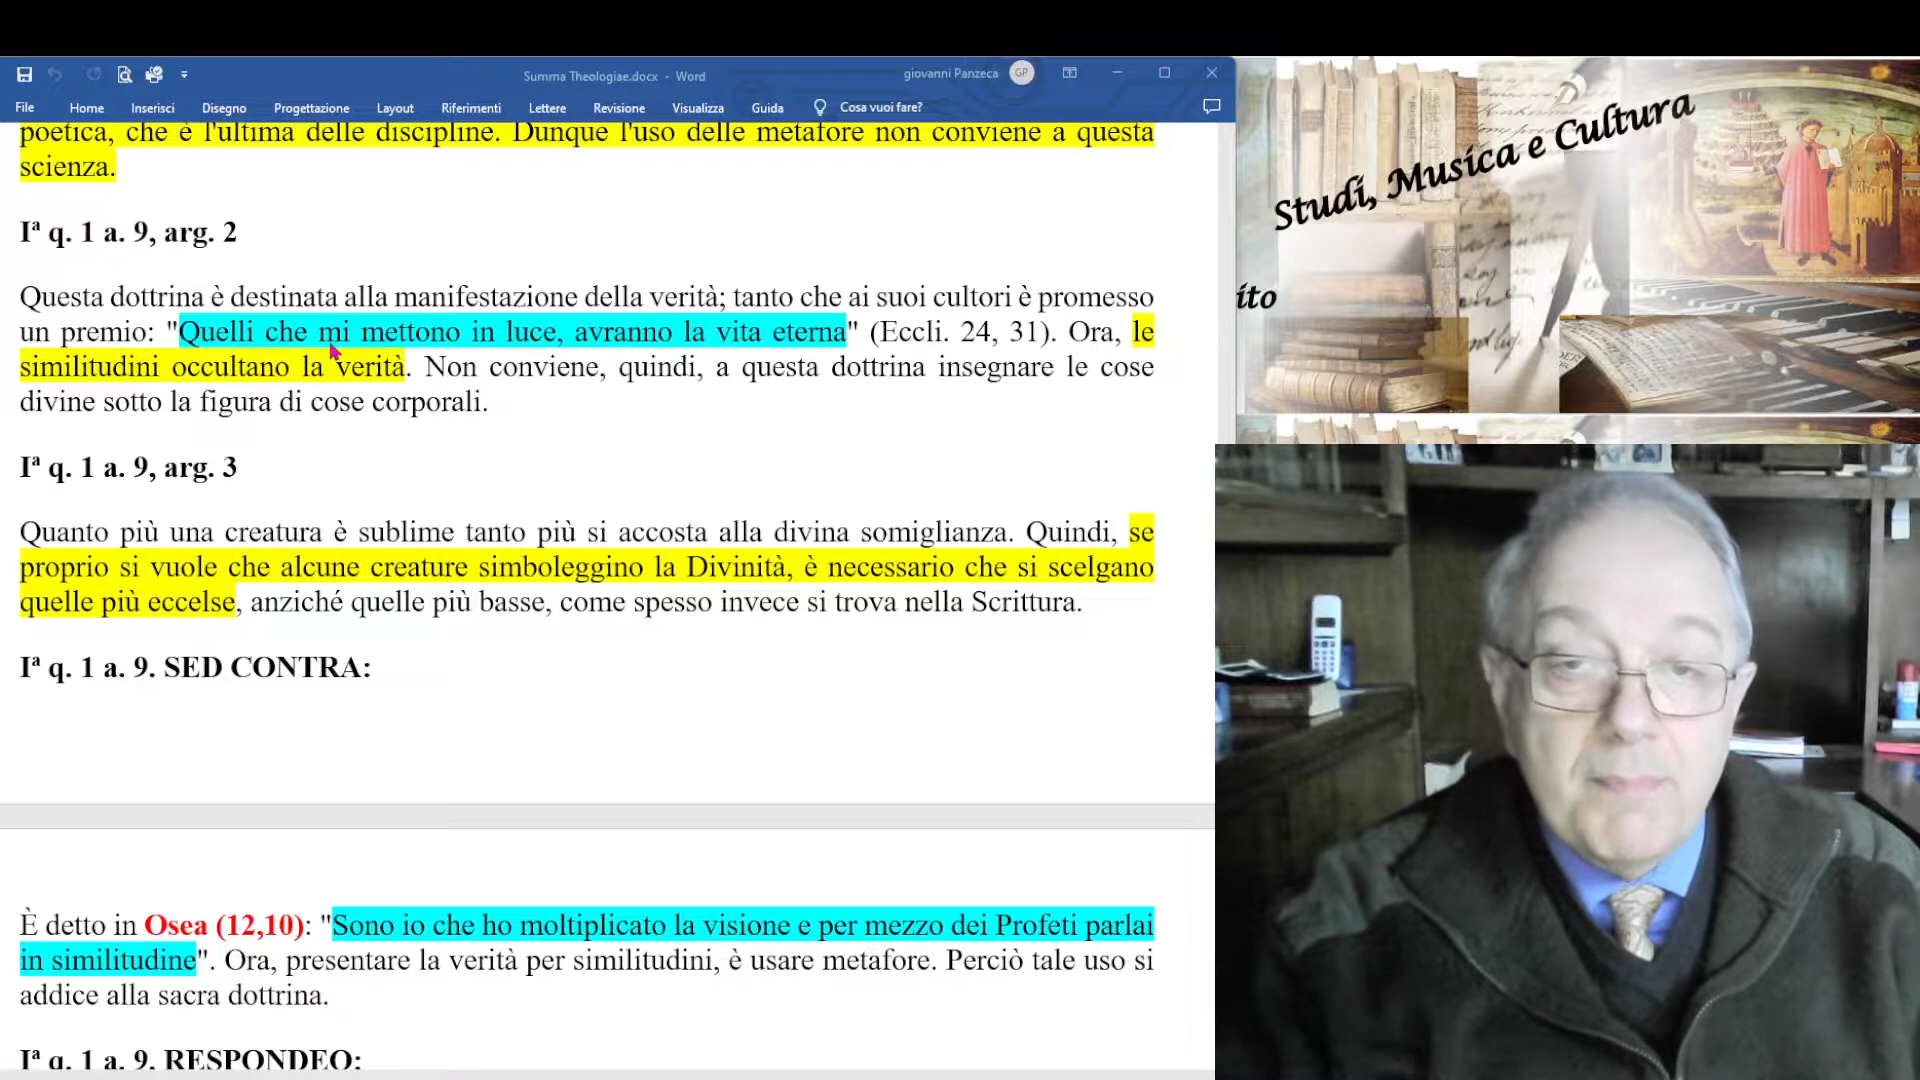 Summa Theologiae.docx - Word
giovanni Panzeca
GP
File
Home
Inserisci
Disegno
Progettazione
Layout
Riferimenti
Lettere
Revisione
Visualizza
Guida
Cosa vuoi fare?
poetica, che è l'ultima delle discipline. Dunque l'uso delle metafore non conviene a questa
scienza.
Iª q. 1 a. 9, arg. 2
Questa dottrina è destinata alla manifestazione della verità; tanto che ai suoi cultori è promesso
un premio: "Quelli che mi mettono in luce, avranno la vita eterna" (Eccli. 24, 31). Ora, le
similitudini occultano la verità. Non conviene, quindi, a questa dottrina insegnare le cose
divine sotto la figura di cose corporali.
Iª q. 1 a. 9, arg. 3
Quanto più una creatura è sublime tanto più si accosta alla divina somiglianza. Quindi, se
proprio si vuole che alcune creature simboleggino la Divinità, è necessario che si scelgano
quelle più eccelse, anziché quelle più basse, come spesso invece si trova nella Scrittura.
Iª q. 1 a. 9. SED CONTRA:
È detto in Osea (12,10): "Sono io che ho moltiplicato la visione e per mezzo dei Profeti parlai
in similitudine". Ora, presentare la verità per similitudini, è usare metafore. Perciò tale uso si
addice alla sacra dottrina.
Iª q. 1 a. 9. RESPONDEO:
Studi, Musica e Cultura
ito